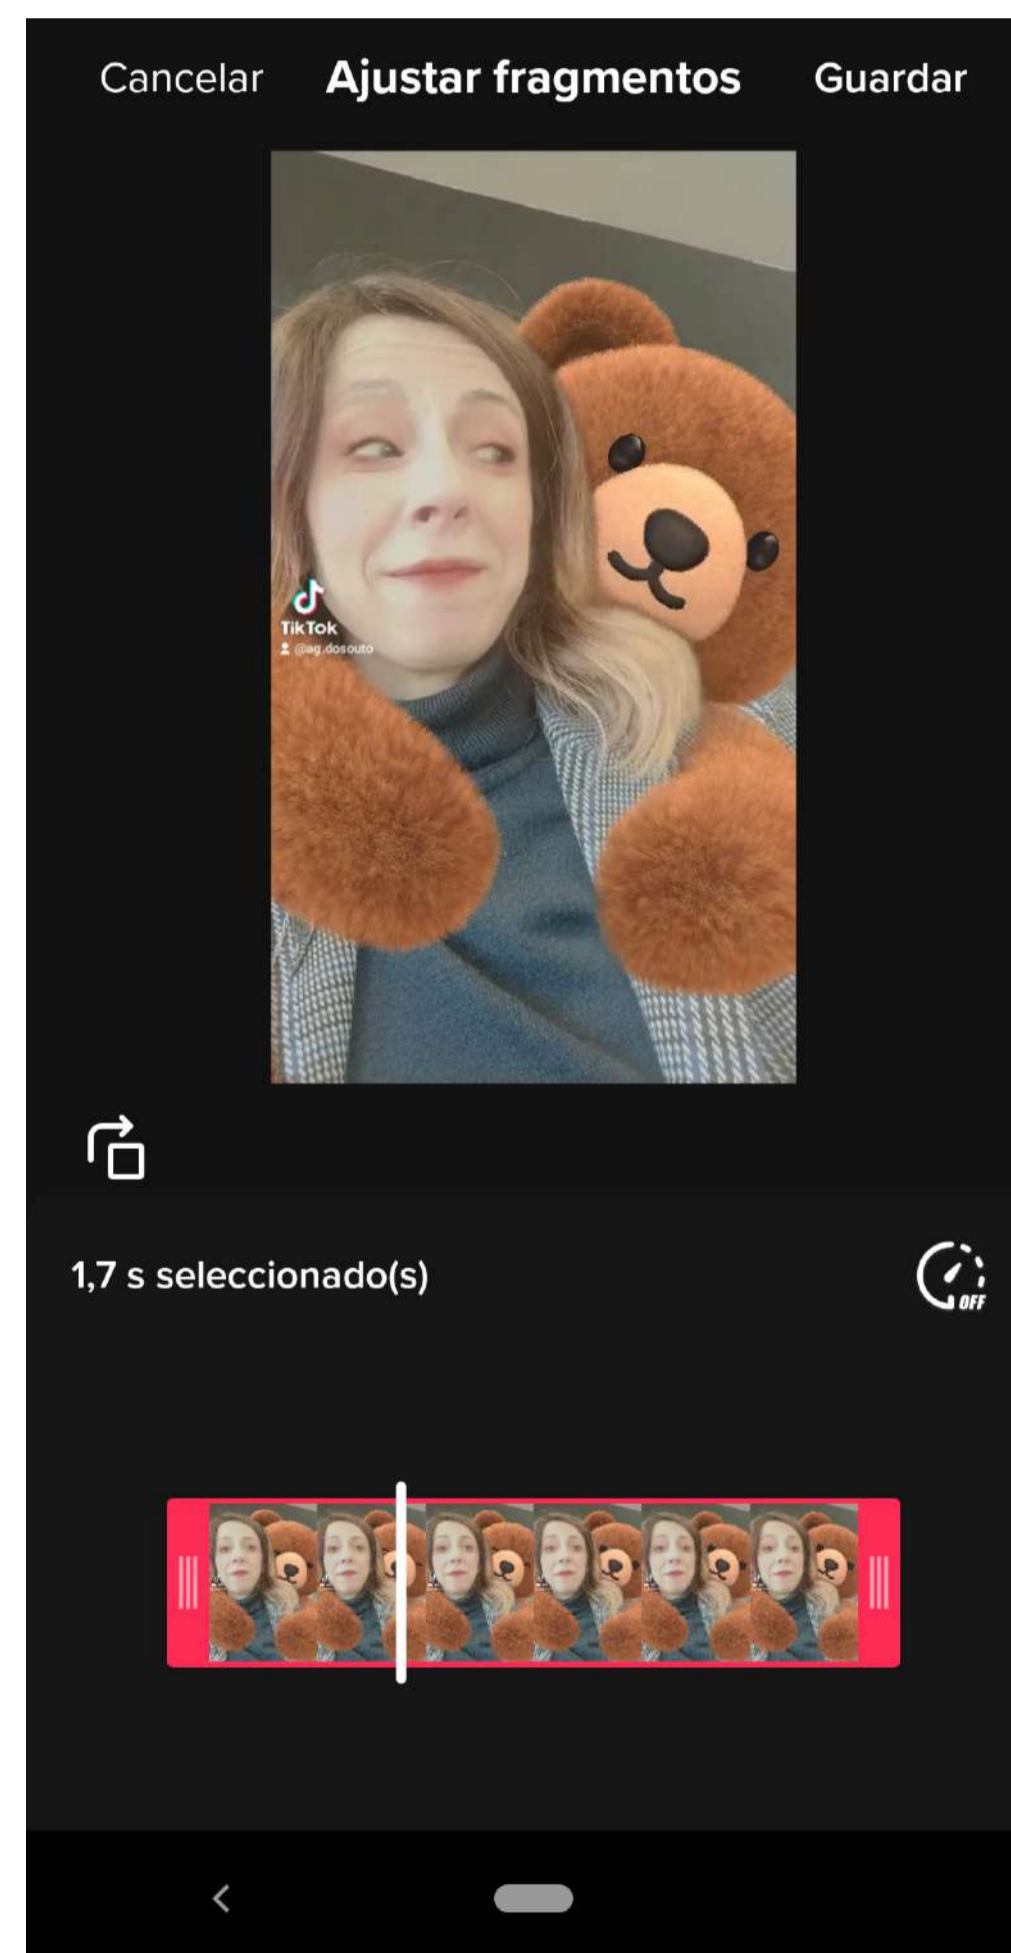 Cancelar Ajustar fragmentos Guardar
TikTok
@ag.dosouto
1,7 s seleccionado(s)
OFF